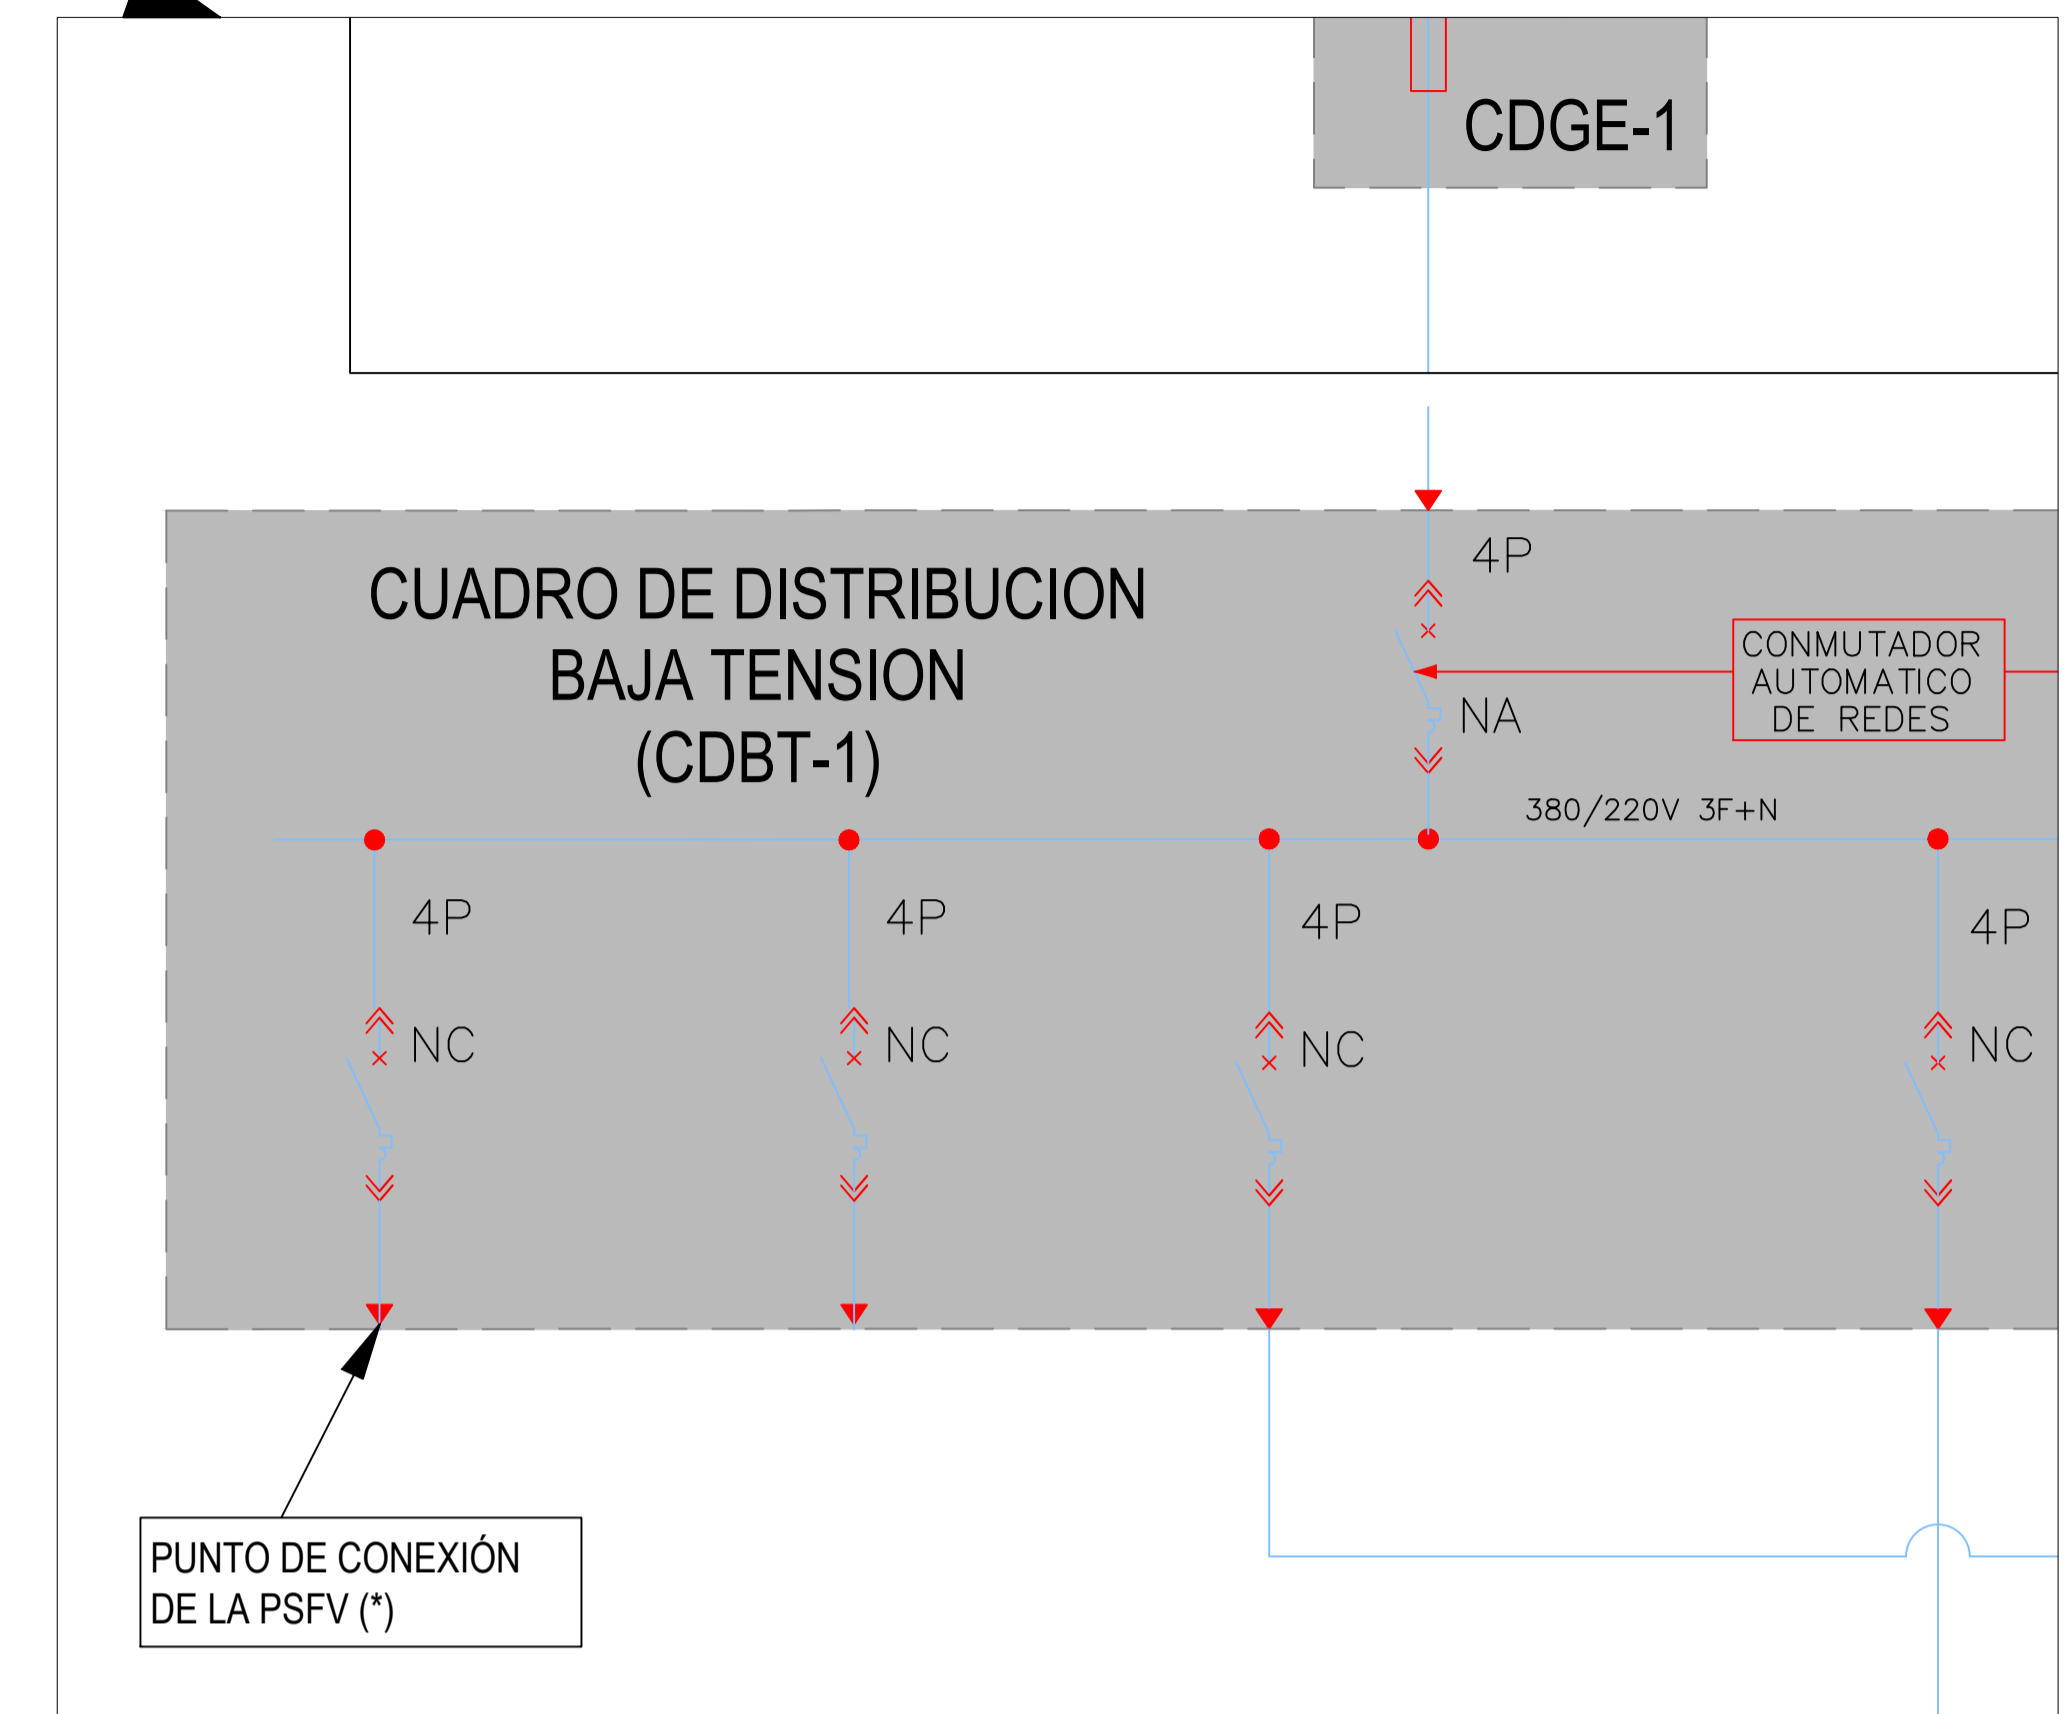 CDGE-1
4P
CUADRO DE DISTRIBUCION
BAJA TENSION
(CDBT-1)
CONMUTADOR
AUTOMATICO
DE REDES
NA
380/220V 3F+N
4P
4P
4P
4P
NC
NC
NC
NC
PUNTO DE CONEXIÓN
DE LA PSFV (*)